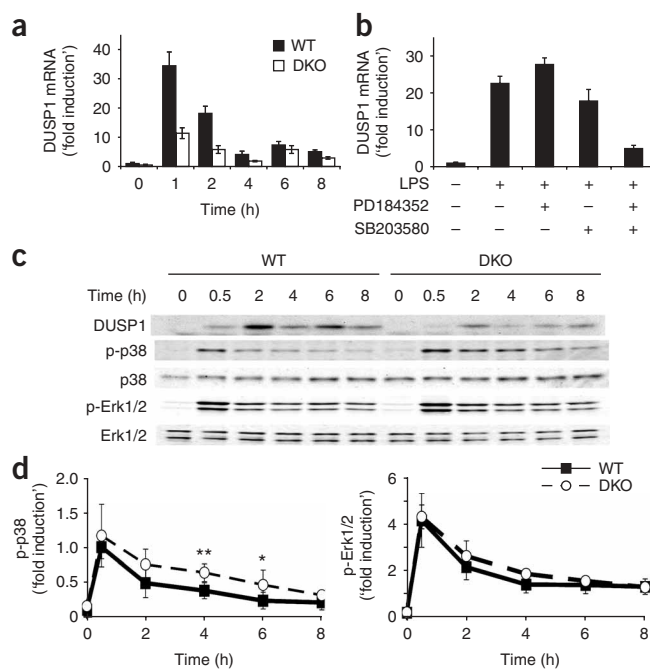 a
DUSP1 mRNA
('fold induction')
40
30
20
10
0
WT
DKO
0 1 2 4 6 8
Time (h)
b
DUSP1 mRNA
('fold induction')
30
20
10
0
LPS – + + + +
PD184352 – – + – +
SB203580 – – – + +
c
WT DKO
Time (h) 0 0.5 2 4 6 8 0 0.5 2 4 6 8
DUSP1
p-p38
p38
p-Erk1/2
Erk1/2
d
p-p38
('fold induction')
2.0
1.5
1.0
0.5
0
** *
0 2 4 6 8
Time (h)
WT
DKO
p-Erk1/2
('fold induction')
6
4
2
0
0 2 4 6 8
Time (h)